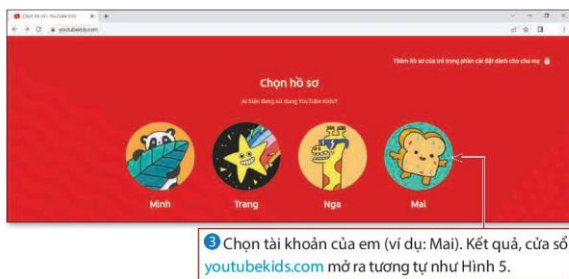 Chọn hồ sơ - YouTube Kids
youtubekids.com
Thêm hồ sơ của trẻ trong phần cài đặt dành cho cha mẹ
Chọn hồ sơ
Ai hiện đang sử dụng YouTube Kids?
Minh Trang Nga Mai
3 Chọn tài khoản của em (ví dụ: Mai). Kết quả, cửa sổ
youtubekids.com mở ra tương tự như Hình 5.